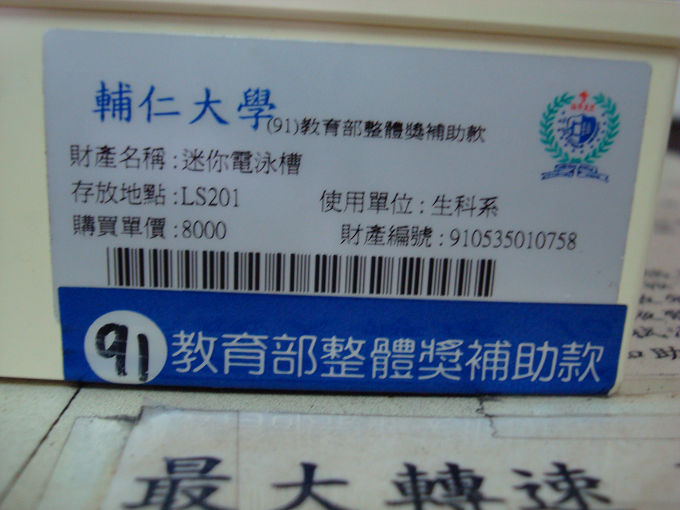 輔仁大學 (91)教育部整體獎補助款
財產名稱:迷你電泳槽
存放地點:LS201 使用單位:生科系
購買單價:8000 財產編號:910535010758
91 教育部整體獎補助款
最大轉速